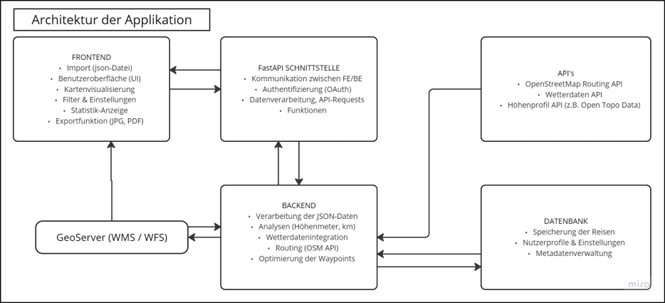 Architektur der Applikation
FRONTEND
• Import (json-Datei)
• Benutzeroberfläche (UI)
• Kartenvisualisierung
• Filter & Einstellungen
• Statistik-Anzeige
• Exportfunktion (JPG, PDF)
FastAPI SCHNITTSTELLE
• Kommunikation zwischen FE/BE
• Authentifizierung (OAuth)
• Datenverarbeitung, API-Requests
• Funktionen
API's
• OpenStreetMap Routing API
• Wetterdaten API
• Höhenprofil API (z.B. Open Topo Data)
GeoServer (WMS / WFS)
BACKEND
• Verarbeitung der JSON-Daten
• Analysen (Höhenmeter, km)
• Wetterdatenintegration
• Routing (OSM API)
• Optimierung der Waypoints
DATENBANK
• Speicherung der Reisen
• Nutzerprofile & Einstellungen
• Metadatenverwaltung
miro